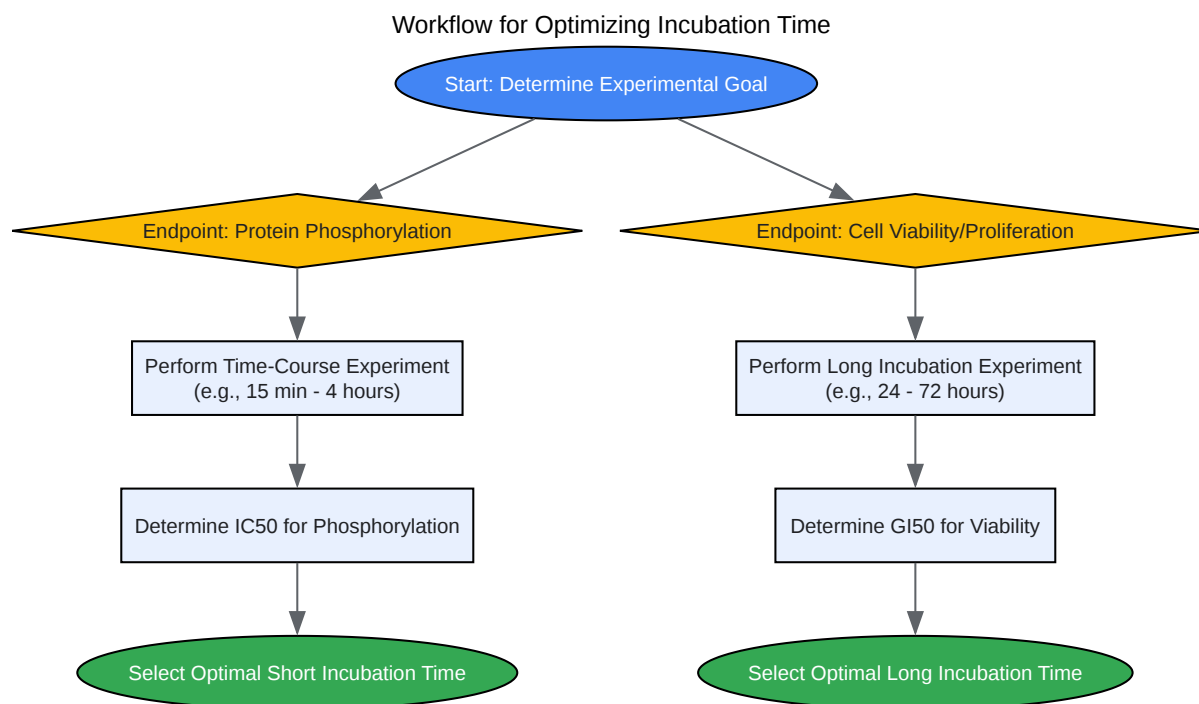 Workflow for Optimizing Incubation Time
Start: Determine Experimental Goal
Endpoint: Protein Phosphorylation
Endpoint: Cell Viability/Proliferation
Perform Time-Course Experiment
(e.g., 15 min - 4 hours)
Perform Long Incubation Experiment
(e.g., 24 - 72 hours)
Determine IC50 for Phosphorylation
Determine GI50 for Viability
Select Optimal Short Incubation Time
Select Optimal Long Incubation Time